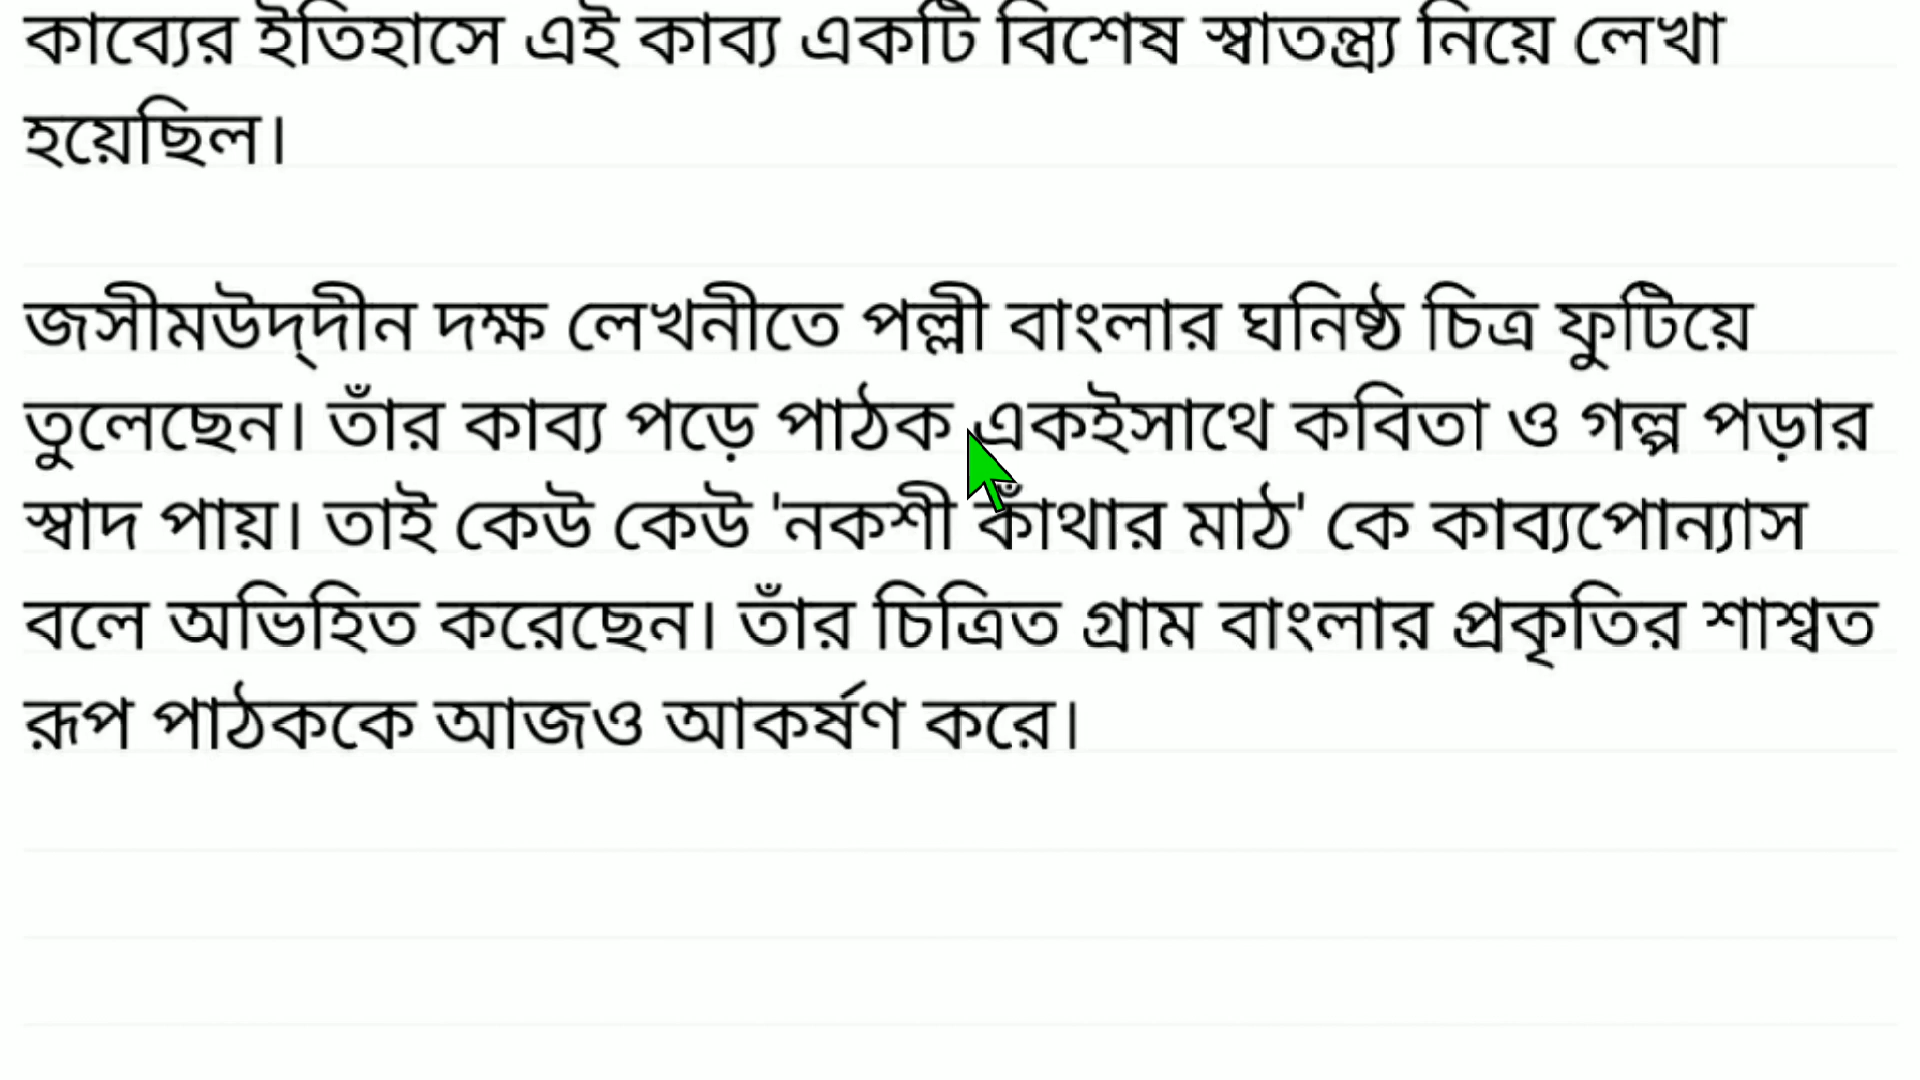 কাব্যের ইতিহাসে এই কাব্য একটি বিশেষ স্বাতন্ত্র্য নিয়ে লেখা
হয়েছিল।
জসীমউদ্‌দীন দক্ষ লেখনীতে পল্লী বাংলার ঘনিষ্ঠ চিত্র ফুটিয়ে
তুলেছেন। তাঁর কাব্য পড়ে পাঠক একইসাথে কবিতা ও গল্প পড়ার
স্বাদ পায়। তাই কেউ কেউ 'নকশী কাঁথার মাঠ' কে কাব্যপোন্যাস
বলে অভিহিত করেছেন। তাঁর চিত্রিত গ্রাম বাংলার প্রকৃতির শাশ্বত
রূপ পাঠককে আজও আকর্ষণ করে।